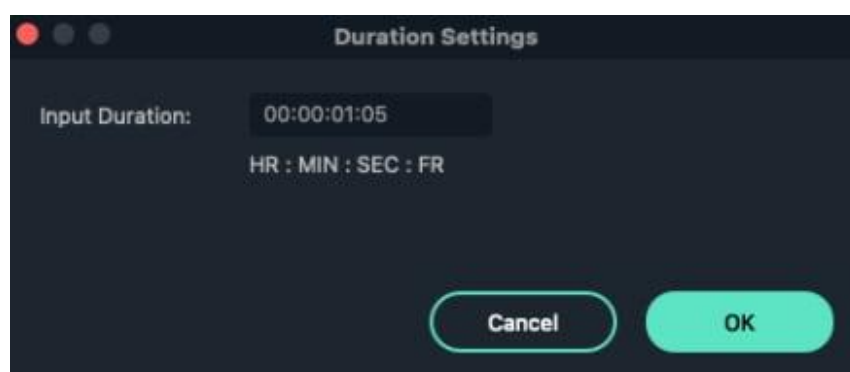 Duration Settings
Input Duration: 00:00:01:05
HR : MIN : SEC : FR
Cancel OK